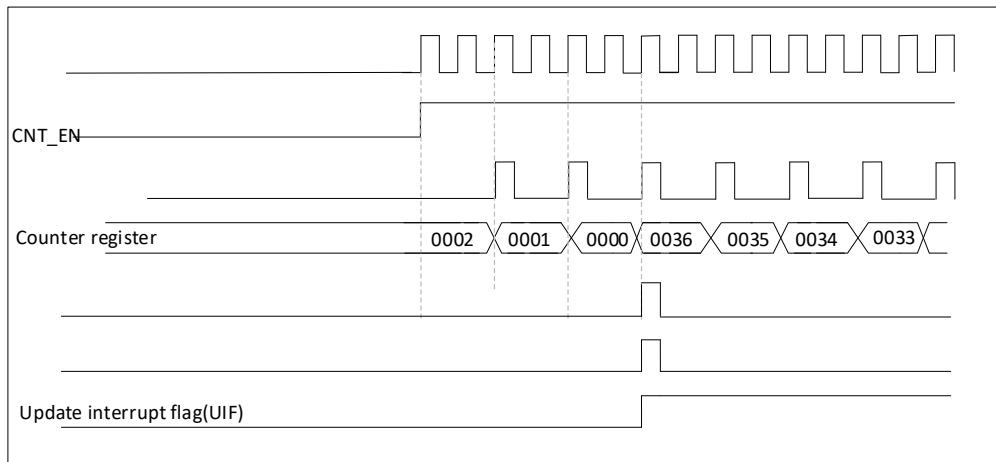 CNT_EN
Counter register 0002 0001 0000 0036 0035 0034 0033
Update interrupt flag(UIF)